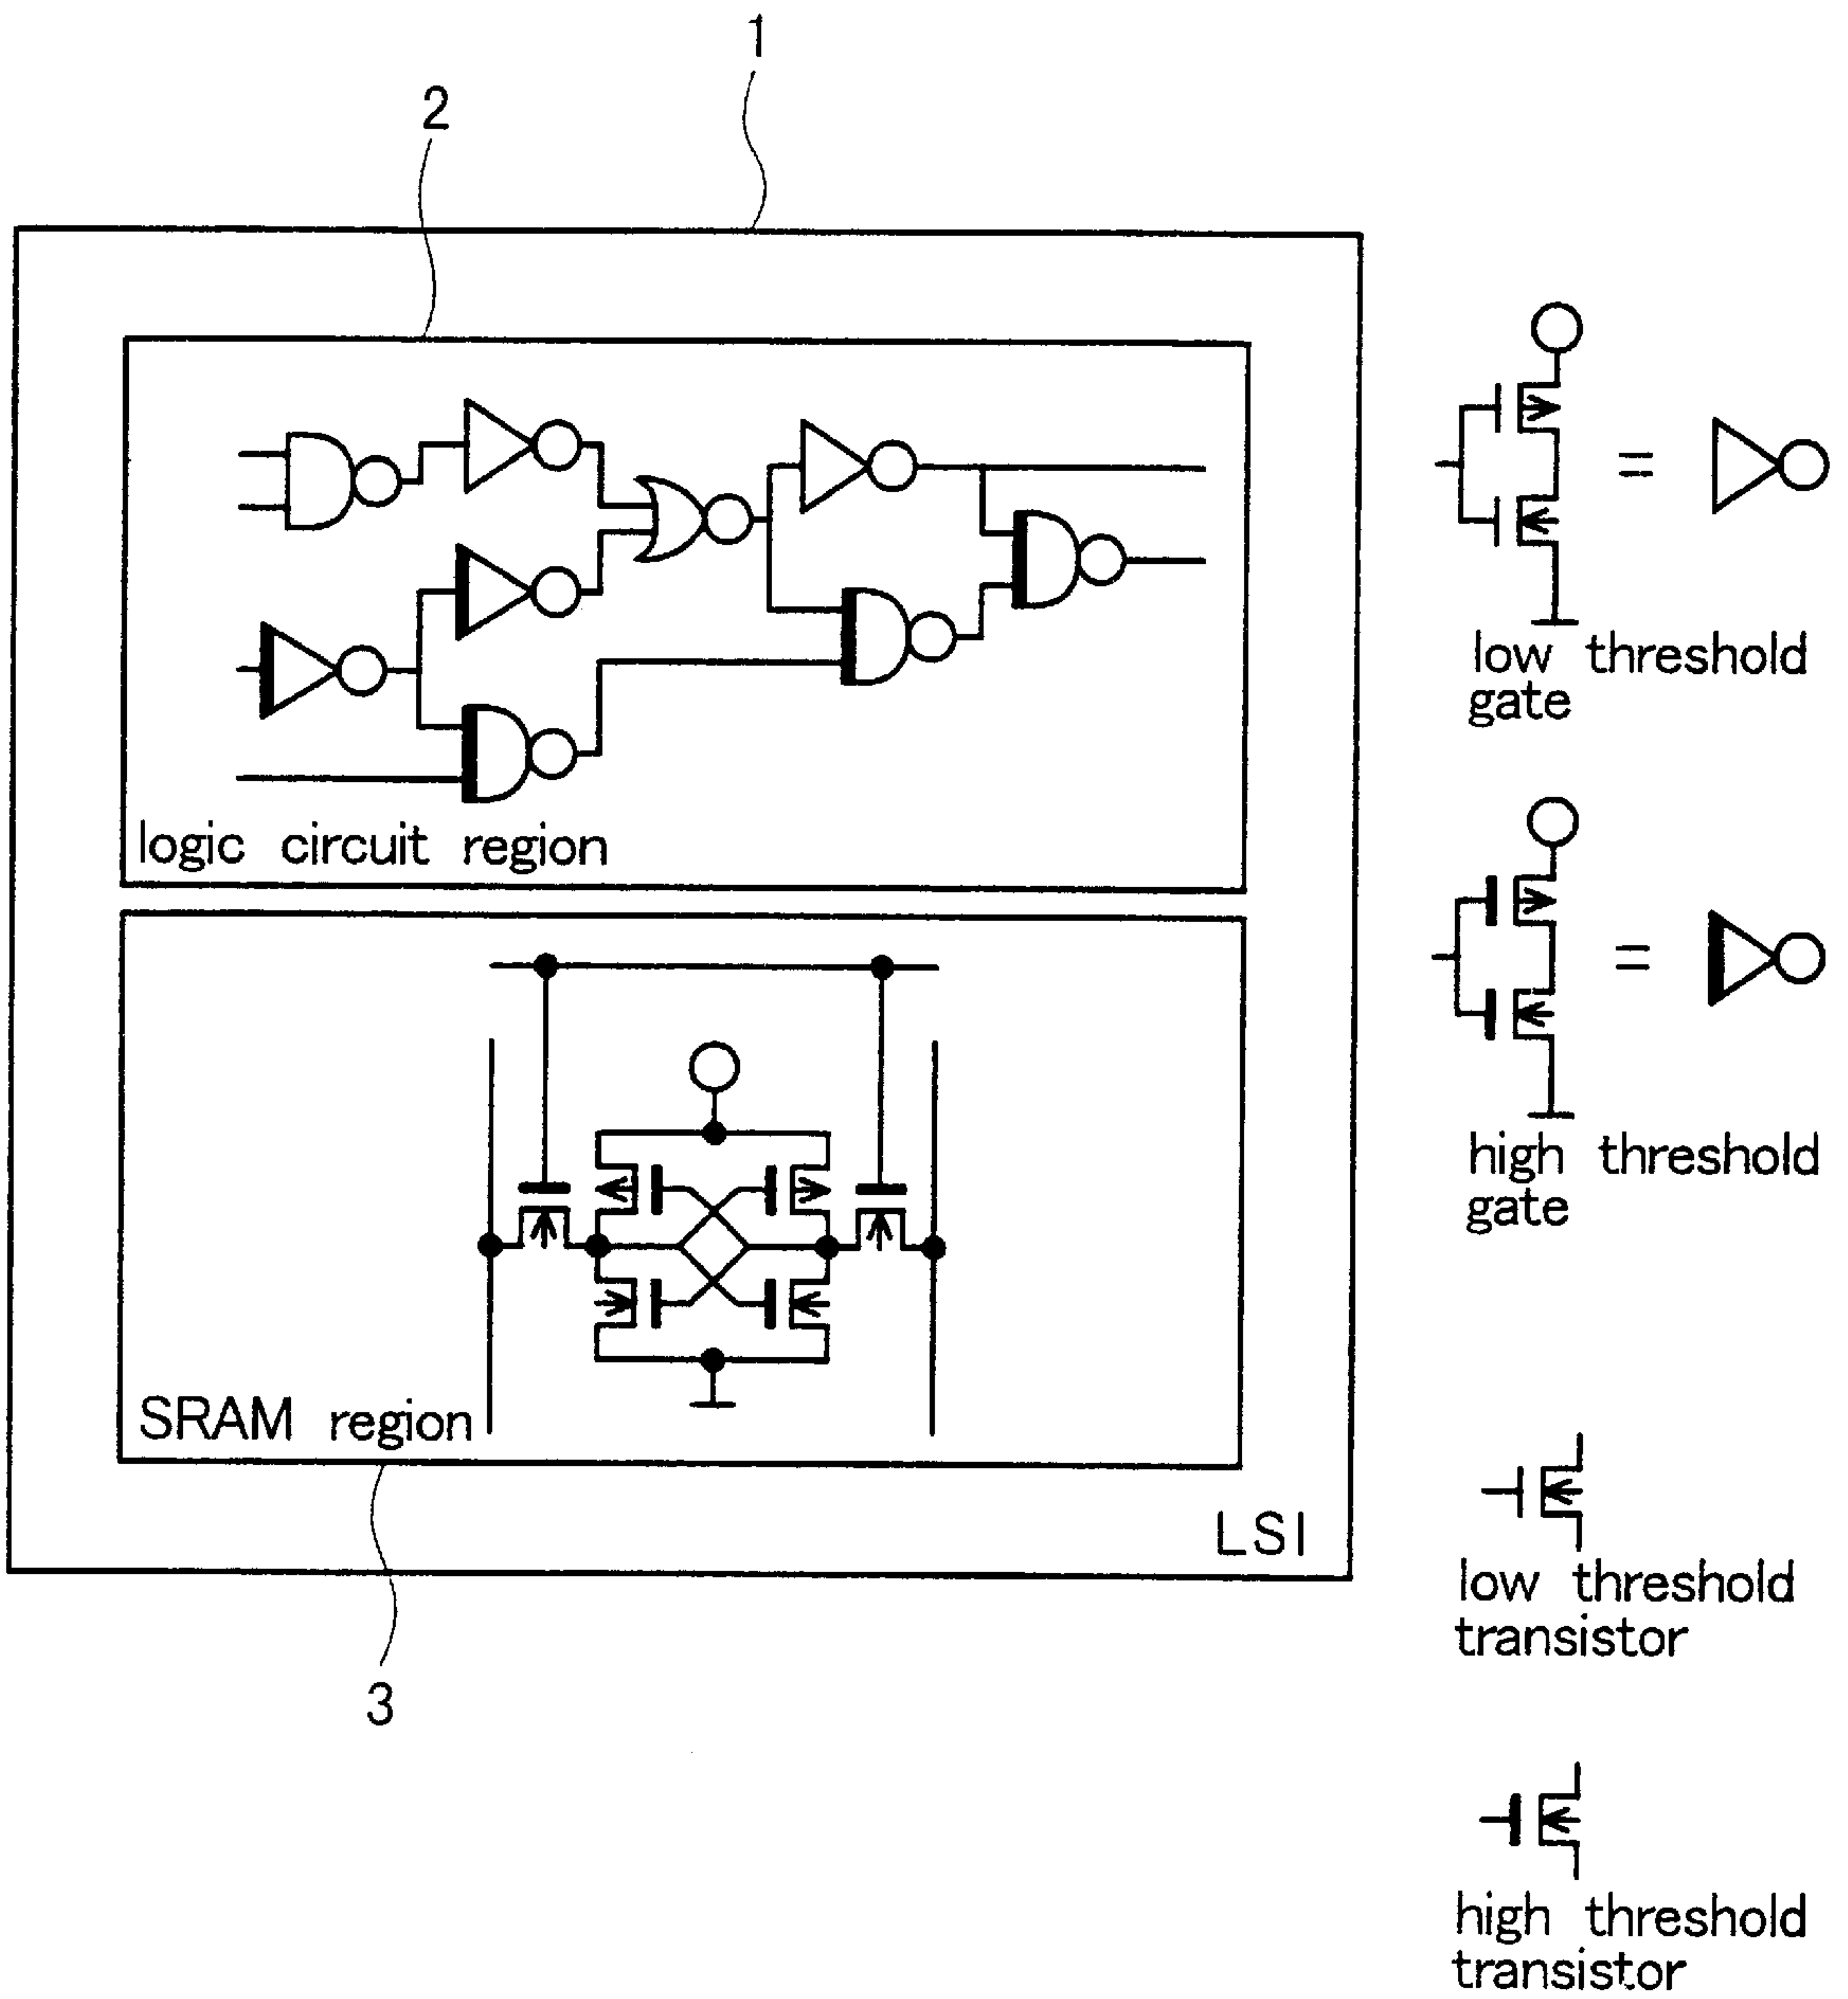 1
2
logic circuit region
SRAM region
LSI
3
=
low threshold
gate
=
high threshold
gate
low threshold
transistor
high threshold
transistor